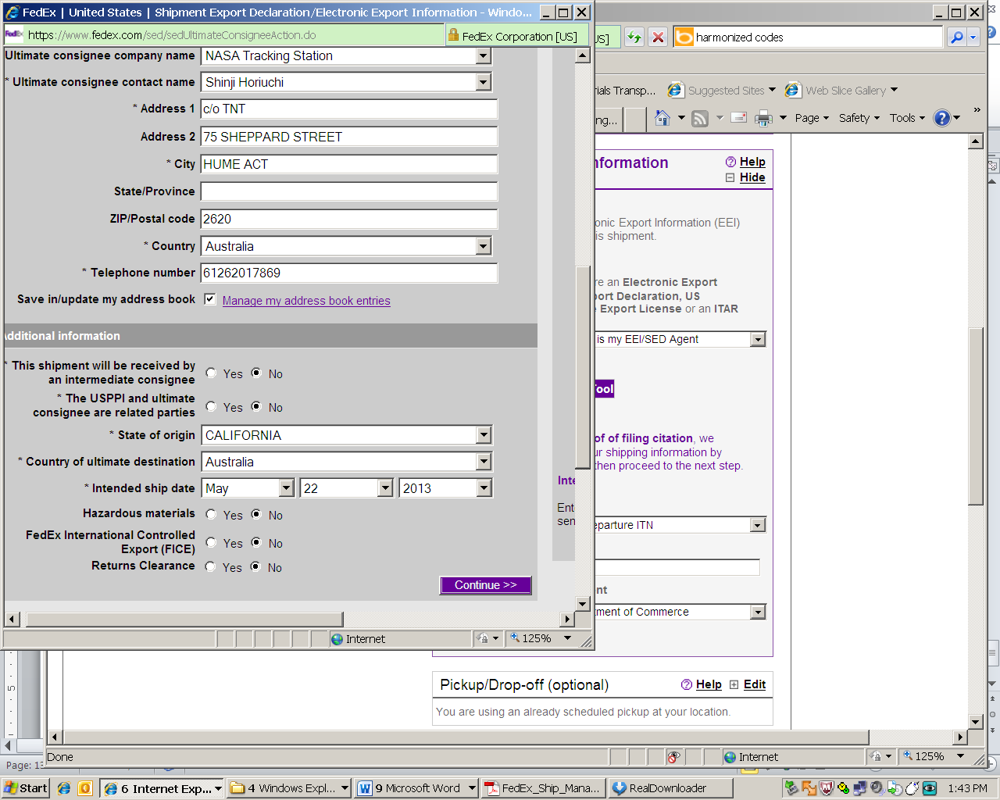 FedEx | United States | Shipment Export Declaration/Electronic Export Information - Windo...
FedEx https://www.fedex.com/sed/sedUltimateConsigneeAction.do
FedEx Corporation [US]
Ultimate consignee company name NASA Tracking Station
* Ultimate consignee contact name Shinji Horiuchi
* Address 1 c/o TNT
Address 2 75 SHEPPARD STREET
* City HUME ACT
State/Province
ZIP/Postal code 2620
* Country Australia
* Telephone number 61262017869
Save in/update my address book Manage my address book entries
Additional information
* This shipment will be received by
an intermediate consignee Yes No
* The USPPI and ultimate
consignee are related parties Yes No
* State of origin CALIFORNIA
* Country of ultimate destination Australia
* Intended ship date May 22 2013
Hazardous materials Yes No
FedEx International Controlled
Export (FICE) Yes No
Returns Clearance Yes No
Continue >>
Inte
Ent
sen
Internet 125%
US]
harmonized codes
rials Transp...
Suggested Sites
Web Slice Gallery
ng...
Page
Safety
Tools
»
nformation
Help
Hide
onic Export Information (EEI)
is shipment.
re an Electronic Export
port Declaration, US
e Export License or an ITAR
is my EEI/SED Agent
Tool
of of filing citation, we
ur shipping information by
then proceed to the next step.
eparture ITN
nt
tment of Commerce
Pickup/Drop-off (optional)
Help
Edit
You are using an already scheduled pickup at your location.
Done
Internet
125%
5
Page: 13
Start
6 Internet Exp...
4 Windows Expl...
9 Microsoft Word
FedEx_Ship_Mana...
RealDownloader
1:43 PM